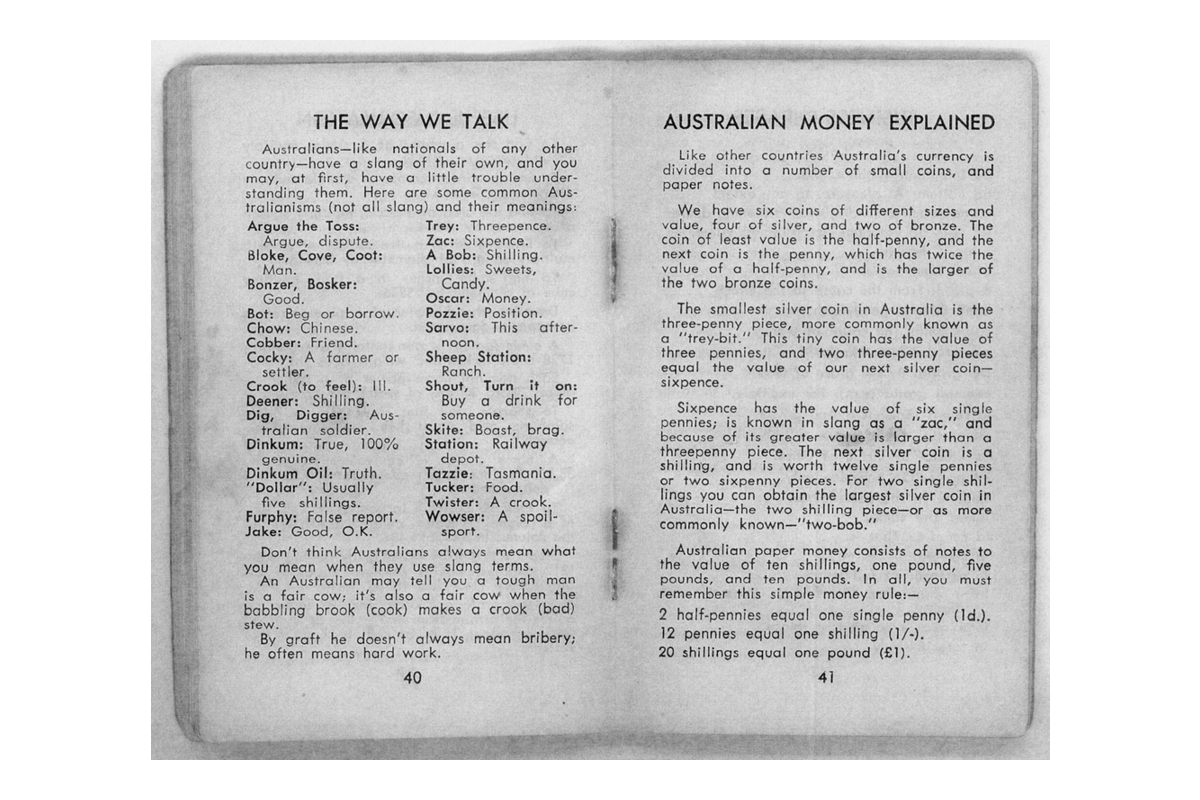 THE WAY WE TALK
Australians—like nationals of any other
country—have a slang of their own, and you
may, at first, have a little trouble under-
standing them. Here are some common Aus-
tralianisms (not all slang) and their meanings:
Argue the Toss:
Argue, dispute.
Bloke, Cove, Coot:
Man.
Bonzer, Bosker:
Good.
Bot: Beg or borrow.
Chow: Chinese.
Cobber: Friend.
Cocky: A farmer or
settler.
Crook (to feel): Ill.
Deener: Shilling.
Dig, Digger: Aus-
tralian soldier.
Dinkum: True, 100%
genuine.
Dinkum Oil: Truth.
"Dollar": Usually
five shillings.
Furphy: False report.
Jake: Good, O.K.
Trey: Threepence.
Zac: Sixpence.
A Bob: Shilling.
Lollies: Sweets,
Candy.
Oscar: Money.
Pozzie: Position.
Sarvo: This after-
noon.
Sheep Station:
Ranch.
Shout, Turn it on:
Buy a drink for
someone.
Skite: Boast, brag.
Station: Railway
depot.
Tazzie: Tasmania.
Tucker: Food.
Twister: A crook.
Wowser: A spoil-
sport.
Don't think Australians always mean what
you mean when they use slang terms.
An Australian may tell you a tough man
is a fair cow; it's also a fair cow when the
babbling brook (cook) makes a crook (bad)
stew.
By graft he doesn't always mean bribery;
he often means hard work.
40
AUSTRALIAN MONEY EXPLAINED
Like other countries Australia's currency is
divided into a number of small coins, and
paper notes.
We have six coins of different sizes and
value, four of silver, and two of bronze. The
coin of least value is the half-penny, and the
next coin is the penny, which has twice the
value of a half-penny, and is the larger of
the two bronze coins.
The smallest silver coin in Australia is the
three-penny piece, more commonly known as
a "trey-bit." This tiny coin has the value of
three pennies, and two three-penny pieces
equal the value of our next silver coin—
sixpence.
Sixpence has the value of six single
pennies; is known in slang as a "zac," and
because of its greater value is larger than a
threepenny piece. The next silver coin is a
shilling, and is worth twelve single pennies
or two sixpenny pieces. For two single shil-
lings you can obtain the largest silver coin in
Australia—the two shilling piece—or as more
commonly known—"two-bob."
Australian paper money consists of notes to
the value of ten shillings, one pound, five
pounds, and ten pounds. In all, you must
remember this simple money rule:—
2 half-pennies equal one single penny (1d.).
12 pennies equal one shilling (1/-).
20 shillings equal one pound (£1).
41